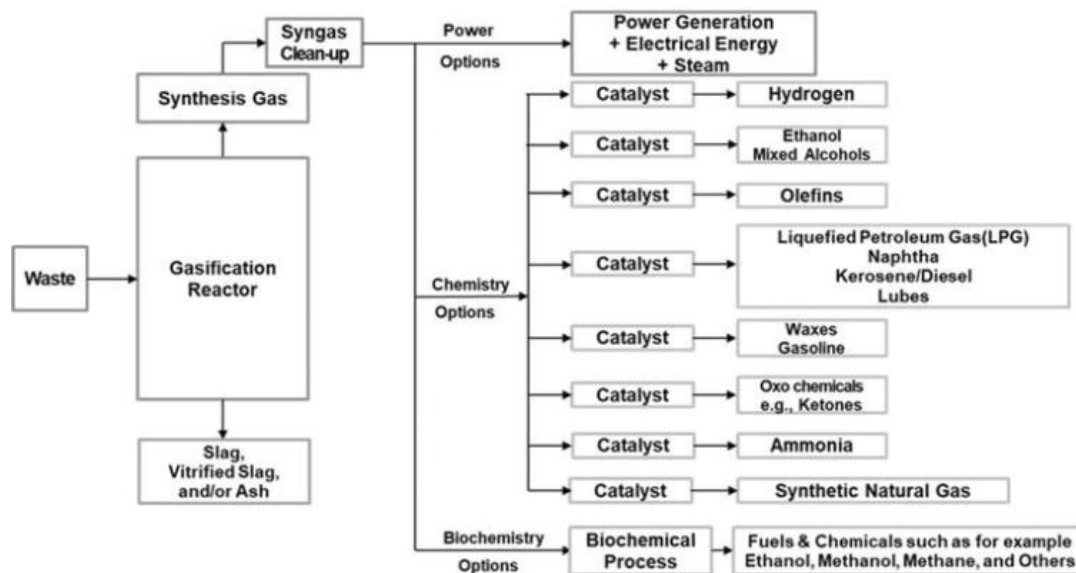 Syngas
Clean-up
Power
Options
Power Generation
+ Electrical Energy
+ Steam
Synthesis Gas
Waste
Gasification
Reactor
Slag,
Vitrified Slag,
and/or Ash
Chemistry
Options
Catalyst
Hydrogen
Catalyst
Ethanol
Mixed Alcohols
Catalyst
Olefins
Catalyst
Liquefied Petroleum Gas(LPG)
Naphtha
Kerosene/Diesel
Lubes
Catalyst
Waxes
Gasoline
Catalyst
Oxo chemicals
e.g., Ketones
Catalyst
Ammonia
Catalyst
Synthetic Natural Gas
Biochemistry
Options
Biochemical
Process
Fuels & Chemicals such as for example
Ethanol, Methanol, Methane, and Others